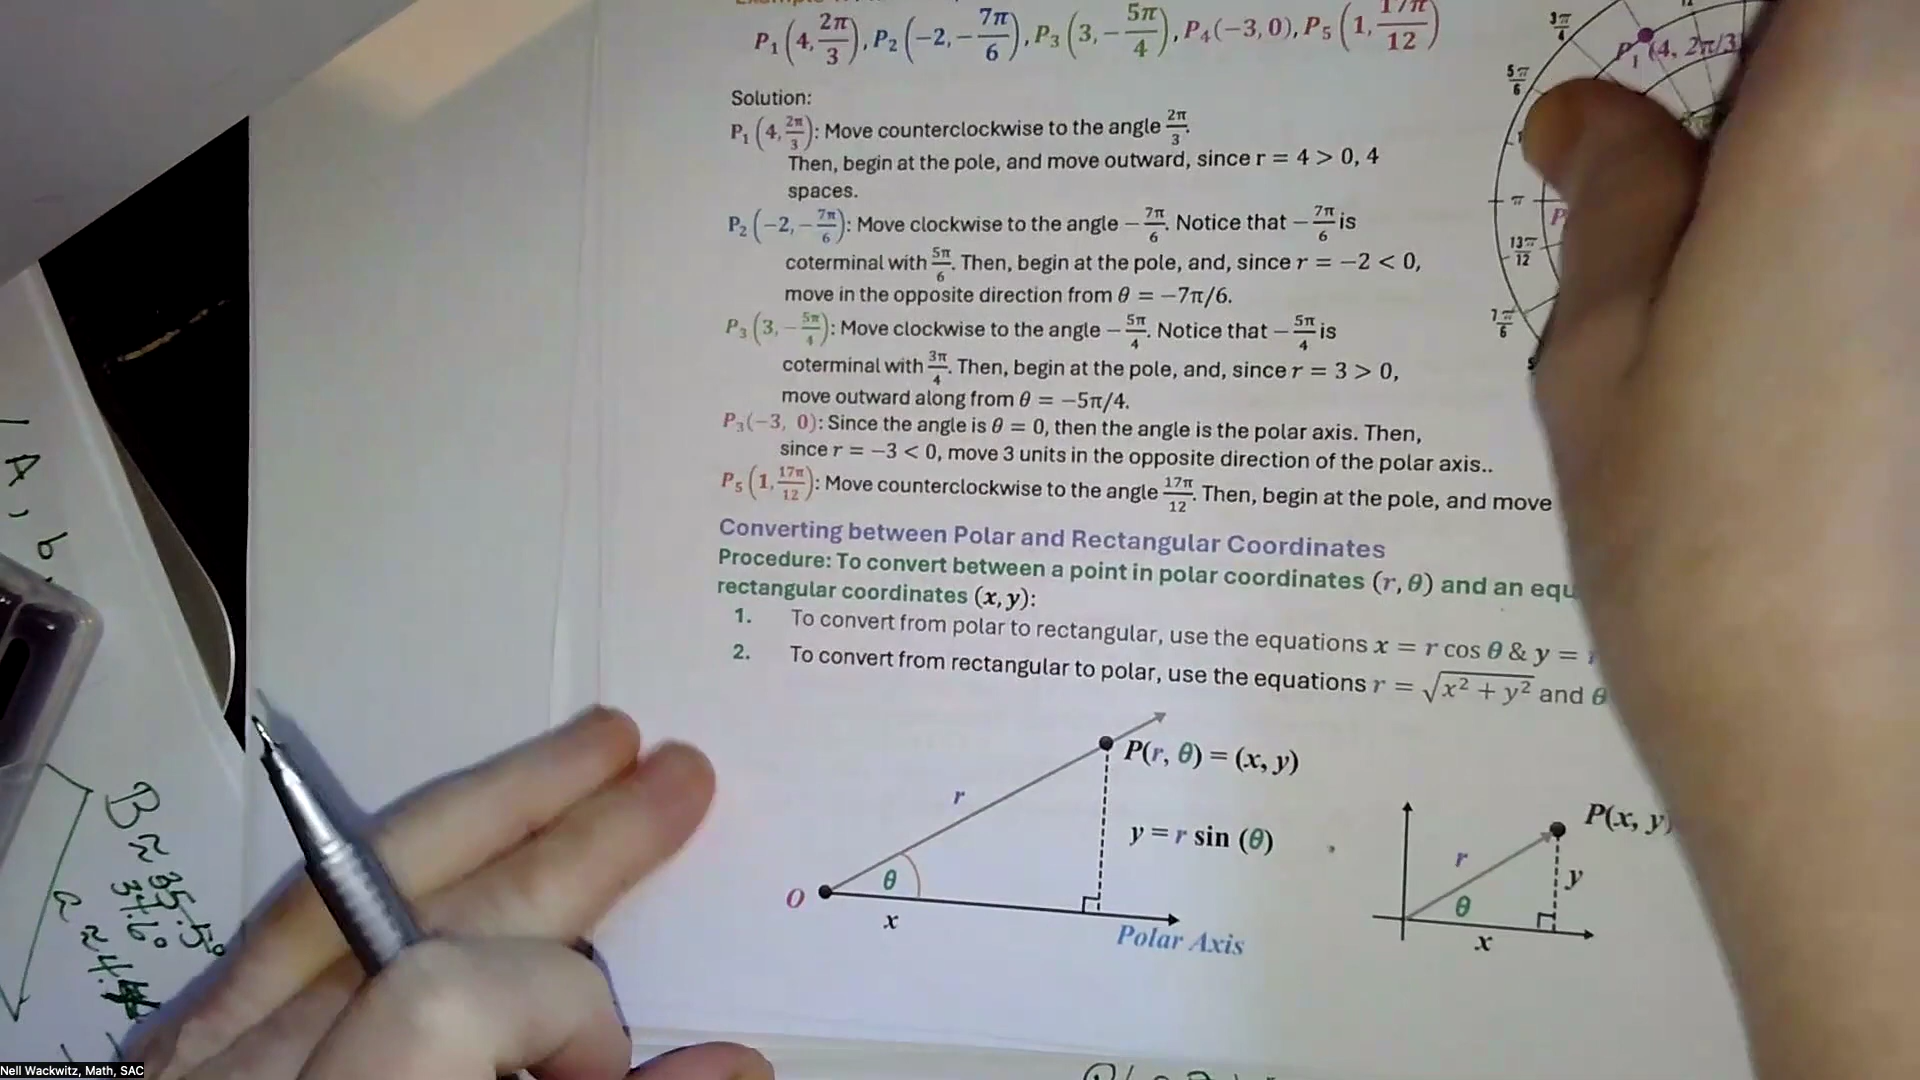 P₁(4, 2π/3), P₂(−2, −7π/6), P₃(3, −5π/4), P₄(−3, 0), P₅(1, 17π/12)
Solution:
P₁(4, 2π/3): Move counterclockwise to the angle 2π/3.
Then, begin at the pole, and move outward, since r = 4 > 0, 4
spaces.
P₂(−2, −7π/6): Move clockwise to the angle −7π/6. Notice that −7π/6 is
coterminal with 5π/6. Then, begin at the pole, and, since r = −2 < 0,
move in the opposite direction from θ = −7π/6.
P₃(3, −5π/4): Move clockwise to the angle −5π/4. Notice that −5π/4 is
coterminal with 3π/4. Then, begin at the pole, and, since r = 3 > 0,
move outward along from θ = −5π/4.
P₃(−3, 0): Since the angle is θ = 0, then the angle is the polar axis. Then,
since r = −3 < 0, move 3 units in the opposite direction of the polar axis..
P₅(1, 17π/12): Move counterclockwise to the angle 17π/12. Then, begin at the pole, and move
Converting between Polar and Rectangular Coordinates
Procedure: To convert between a point in polar coordinates (r, θ) and an equ
rectangular coordinates (x, y):
1. To convert from polar to rectangular, use the equations x = r cos θ & y =
2. To convert from rectangular to polar, use the equations r = √(x² + y²) and θ
P(r, θ) = (x, y)
r
y = r sin (θ)
θ
O
x
Polar Axis
P(x, y)
r
y
θ
x
3π/4
P₁(4, 2π/3)
5π/6
π
P
13π/12
7π/6
A, b
B ≈ 35.5°
34.6°
a ≈ 4.
Nell Wackwitz, Math, SAC